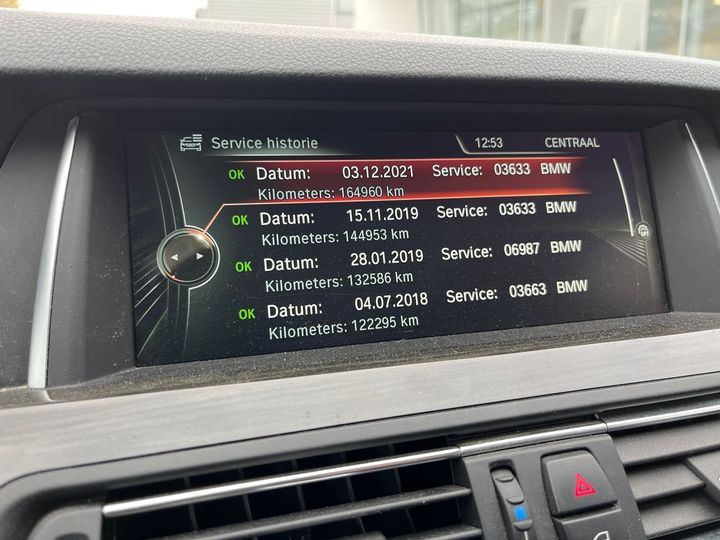 Service historie 12:53 CENTRAAL
OK Datum: 03.12.2021 Service: 03633 BMW
Kilometers: 164960 km
OK Datum: 15.11.2019 Service: 03633 BMW
Kilometers: 144953 km
OK Datum: 28.01.2019 Service: 06987 BMW
Kilometers: 132586 km
OK Datum: 04.07.2018 Service: 03663 BMW
Kilometers: 122295 km
OFF